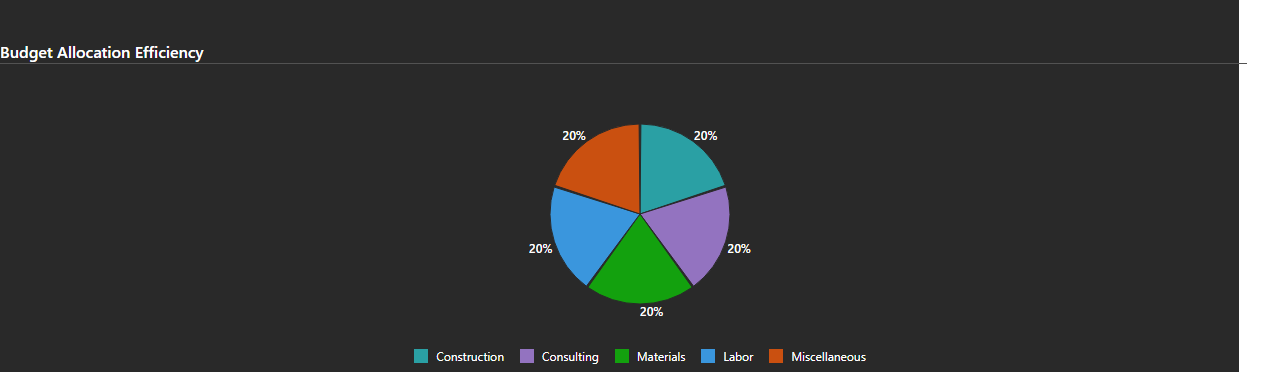 Budget Allocation Efficiency
20% 20%
20% 20%
20%
Construction Consulting Materials Labor Miscellaneous